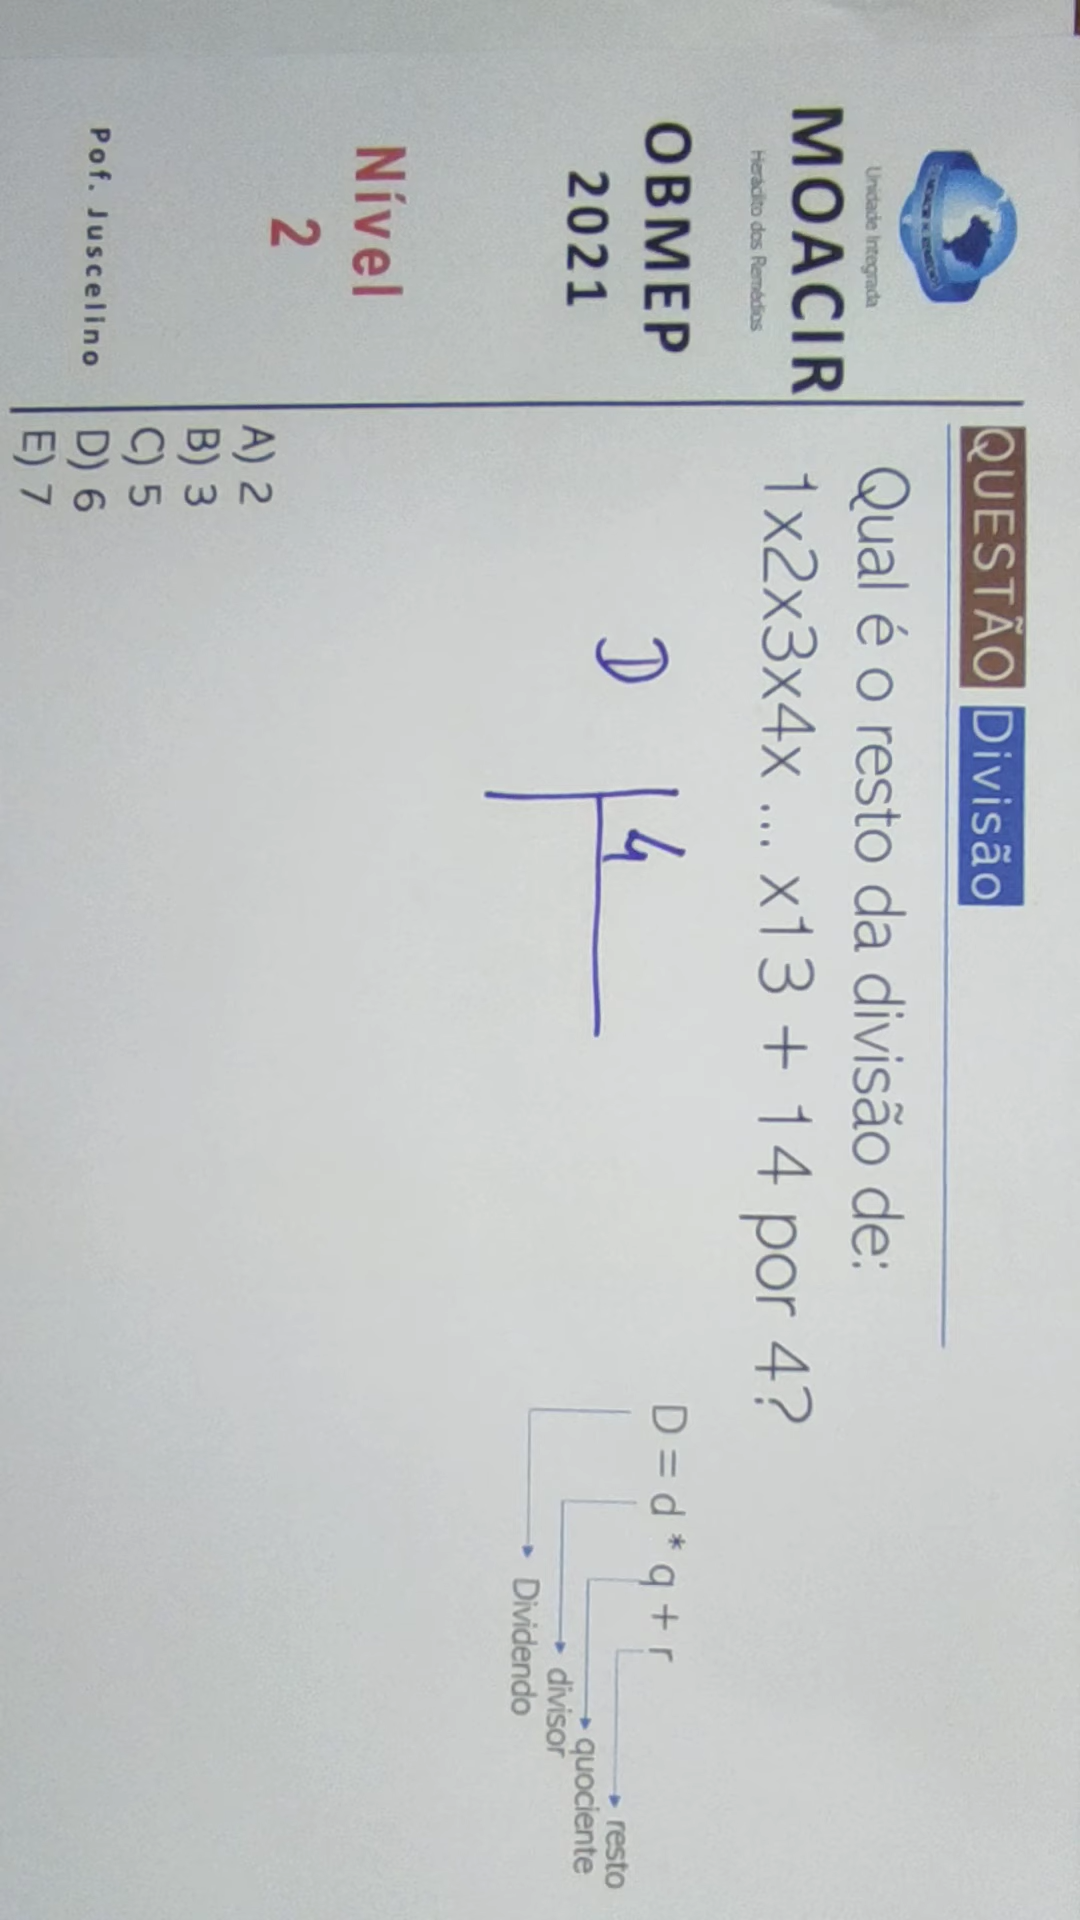 Unidade Integrada
MOACIR
Heráclito dos Remédios
OBMEP
2021
Nível
2
Pof. Juscelino
QUESTÃO Divisão
Qual é o resto da divisão de:
1x2x3x4x ... x13 + 14 por 4?
D 4
D = d * q + r
resto
quociente
divisor
Dividendo
A) 2
B) 3
C) 5
D) 6
E) 7